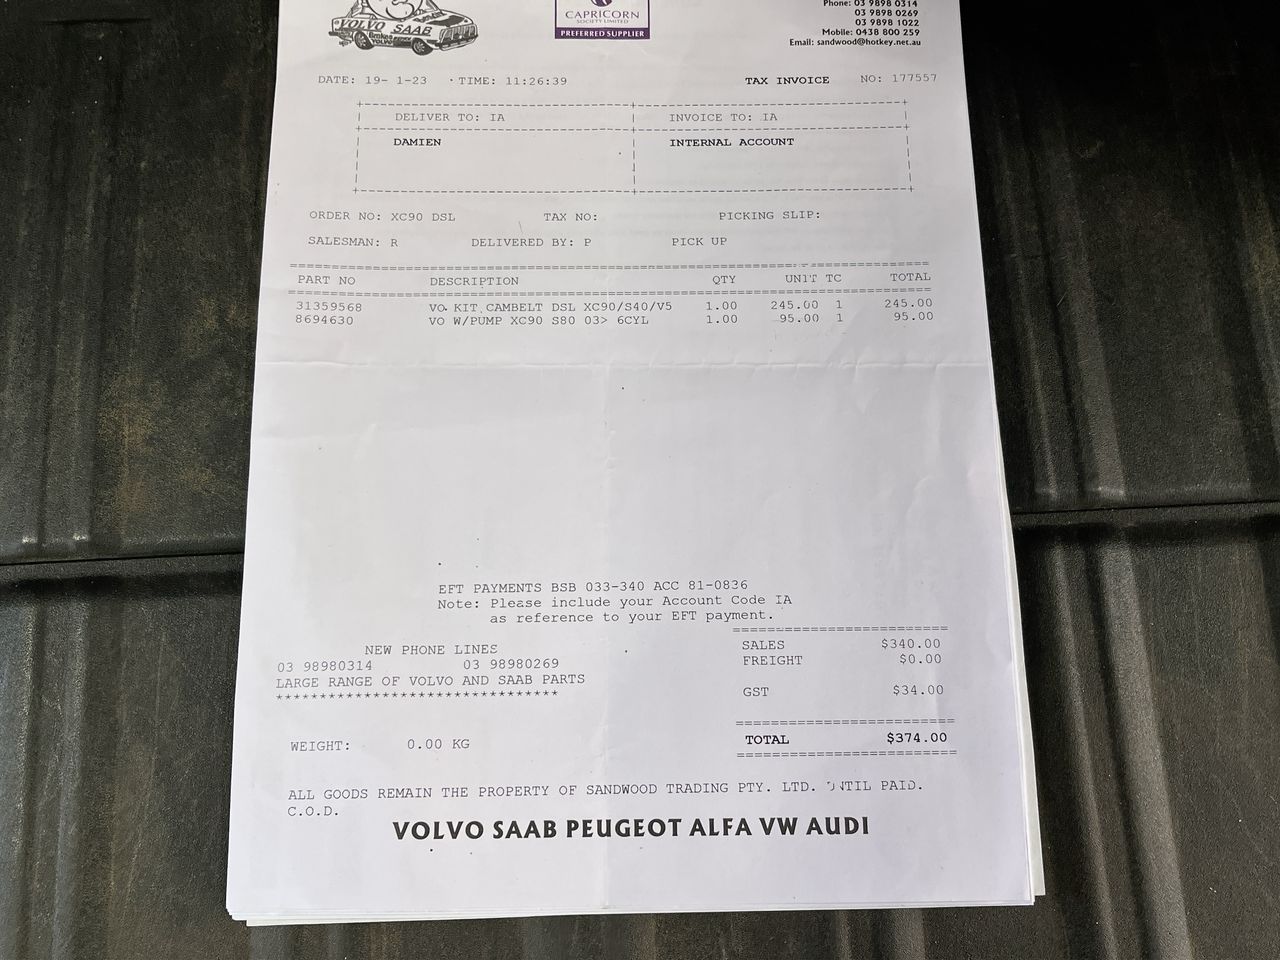 VOLVO SAAB
CAPRICORN
SOCIETY LIMITED
PREFERRED SUPPLIER
Phone: 03 9898 0314
03 9898 0269
03 9898 1022
Mobile: 0438 800 259
Email: sandwood@hotkey.net.au
DATE: 19- 1-23 TIME: 11:26:39 TAX INVOICE NO: 177557
DELIVER TO: IA INVOICE TO: IA
DAMIEN INTERNAL ACCOUNT
ORDER NO: XC90 DSL TAX NO: PICKING SLIP:
SALESMAN: R DELIVERED BY: P PICK UP
PART NO DESCRIPTION QTY UNIT TC TOTAL
31359568 VO KIT CAMBELT DSL XC90/S40/V5 1.00 245.00 1 245.00
8694630 VO W/PUMP XC90 S80 03> 6CYL 1.00 95.00 1 95.00
EFT PAYMENTS BSB 033-340 ACC 81-0836
Note: Please include your Account Code IA
as reference to your EFT payment.
NEW PHONE LINES
03 98980314 03 98980269
LARGE RANGE OF VOLVO AND SAAB PARTS
*******************************
SALES $340.00
FREIGHT $0.00
GST $34.00
TOTAL $374.00
WEIGHT: 0.00 KG
ALL GOODS REMAIN THE PROPERTY OF SANDWOOD TRADING PTY. LTD. UNTIL PAID.
C.O.D.
VOLVO SAAB PEUGEOT ALFA VW AUDI